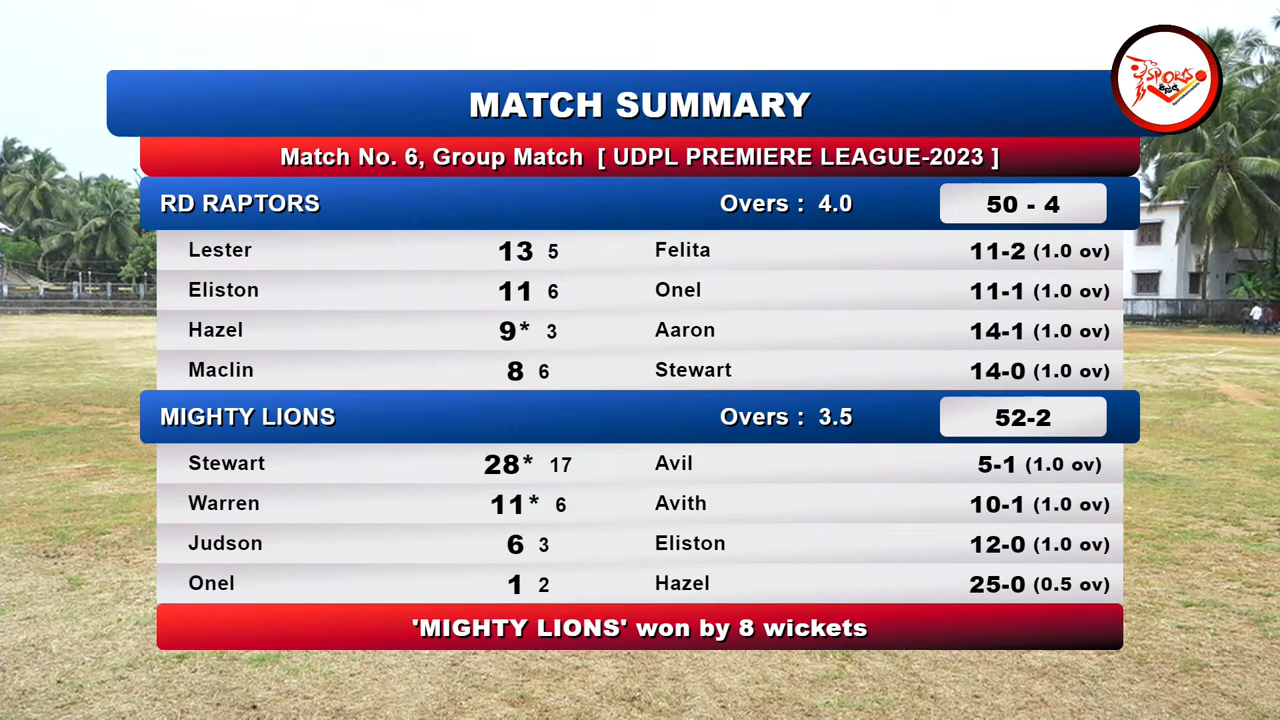 SPORTS
MATCH SUMMARY
Match No. 6, Group Match [ UDPL PREMIERE LEAGUE-2023 ]
RD RAPTORS Overs : 4.0 50 - 4
Lester 13 5 Felita 11-2 (1.0 ov)
Eliston 11 6 Onel 11-1 (1.0 ov)
Hazel 9* 3 Aaron 14-1 (1.0 ov)
Maclin 8 6 Stewart 14-0 (1.0 ov)
MIGHTY LIONS Overs : 3.5 52-2
Stewart 28* 17 Avil 5-1 (1.0 ov)
Warren 11* 6 Avith 10-1 (1.0 ov)
Judson 6 3 Eliston 12-0 (1.0 ov)
Onel 1 2 Hazel 25-0 (0.5 ov)
'MIGHTY LIONS' won by 8 wickets